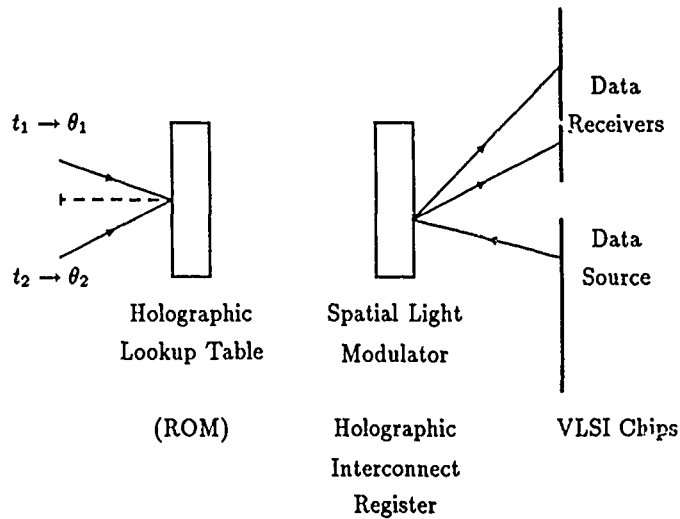 t₁ → θ₁
t₂ → θ₂
Holographic
Lookup Table
(ROM)
Spatial Light
Modulator
Holographic
Interconnect
Register
Data
Receivers
Data
Source
VLSI Chips